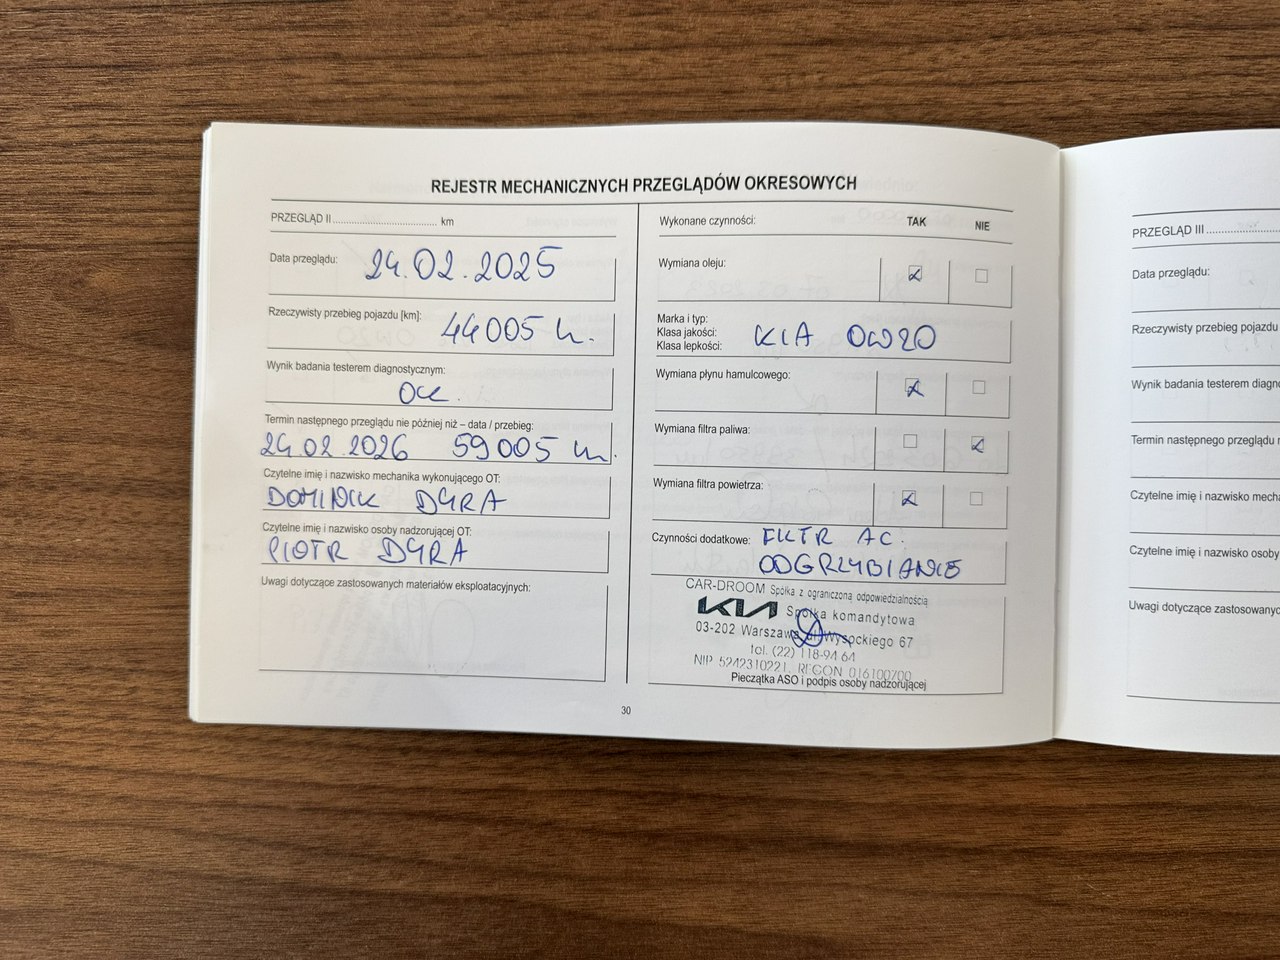 REJESTR MECHANICZNYCH PRZEGLĄDÓW OKRESOWYCH
PRZEGLĄD II.................................... km
Data przeglądu: 24.02.2025
Rzeczywisty przebieg pojazdu [km]: 44005
Wynik badania testerem diagnostycznym:
OK.
Termin następnego przeglądu nie później niż – data / przebieg:
24.02.2026 59005
Czytelne imię i nazwisko mechanika wykonującego OT:
DOMINIK DYRA
Czytelne imię i nazwisko osoby nadzorującej OT:
PIOTR DYRA
Uwagi dotyczące zastosowanych materiałów eksploatacyjnych:
30
Wykonane czynności: TAK NIE
Wymiana oleju:
Marka i typ:
Klasa jakości:
Klasa lepkości:
KIA 0W20
Wymiana płynu hamulcowego:
Wymiana filtra paliwa:
Wymiana filtra powietrza:
Czynności dodatkowe: FILTR AC.
ODGRZYBIANIE
CAR-DROOM Spółka z ograniczoną odpowiedzialnością
KIA Spółka komandytowa
03-202 Warszawa, ul. Wysockiego 67
tel. (22) 118-94 64
NIP 5242310221, REGON 016100700
Pieczątka ASO i podpis osoby nadzorującej
PRZEGLĄD III
Data przeglądu:
Rzeczywisty przebieg pojazdu
Wynik badania testerem
Termin następnego przeglądu
Czytelne imię i nazwisko
Czytelne imię i nazwisko osoby
Uwagi dotyczące